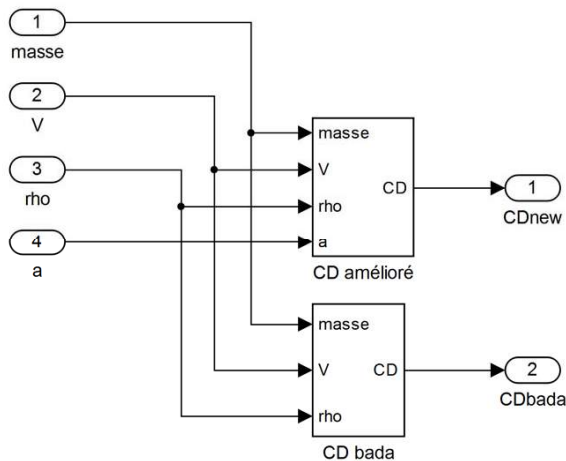 1
masse
2
V
3
rho
4
a
masse
V
rho
a
CD
CD amélioré
1
CDnew
masse
V
rho
CD
CD bada
2
CDbada